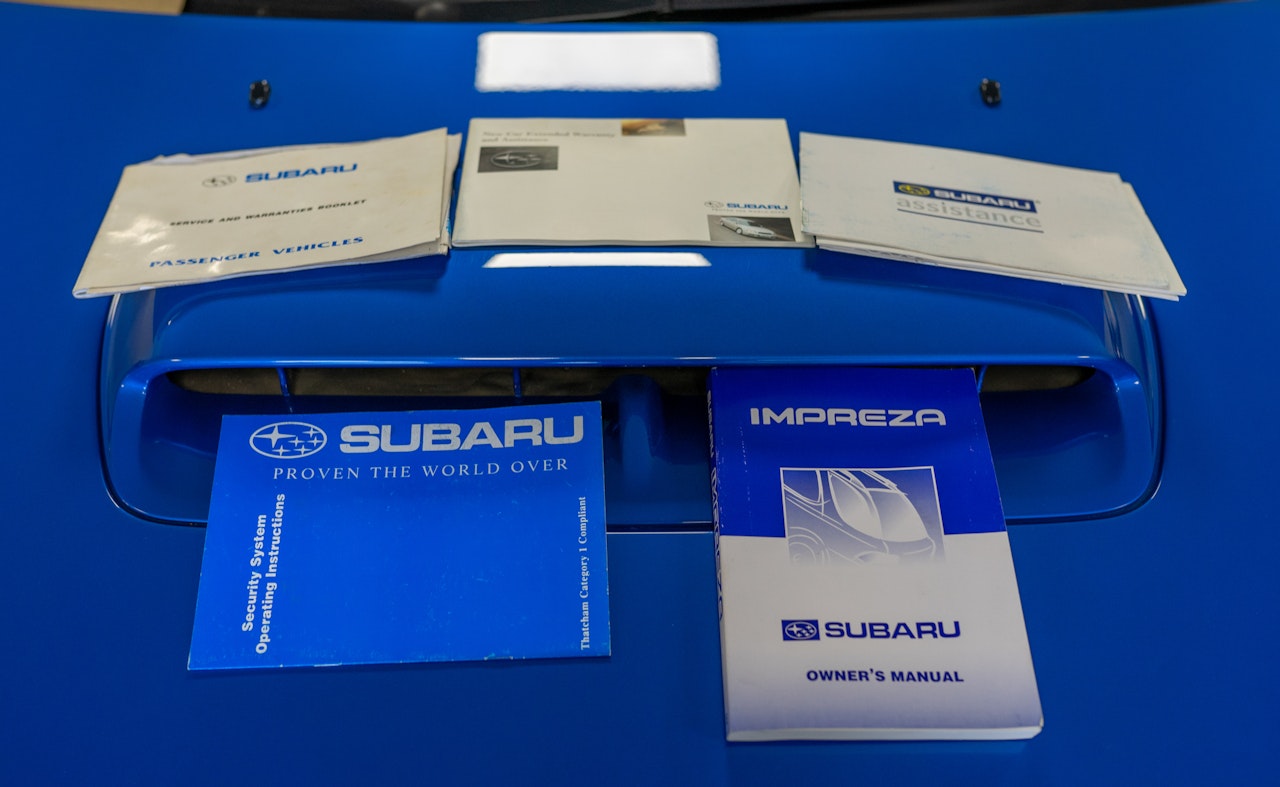 SUBARU
SERVICE AND WARRANTIES BOOKLET
PASSENGER VEHICLES
New Car Extended Warranty
and Assistance
SUBARU
SUBARU
assistance
SUBARU
PROVEN THE WORLD OVER
Security System
Operating Instructions
Thatcham Category 1 Compliant
IMPREZA
SUBARU
OWNER'S MANUAL